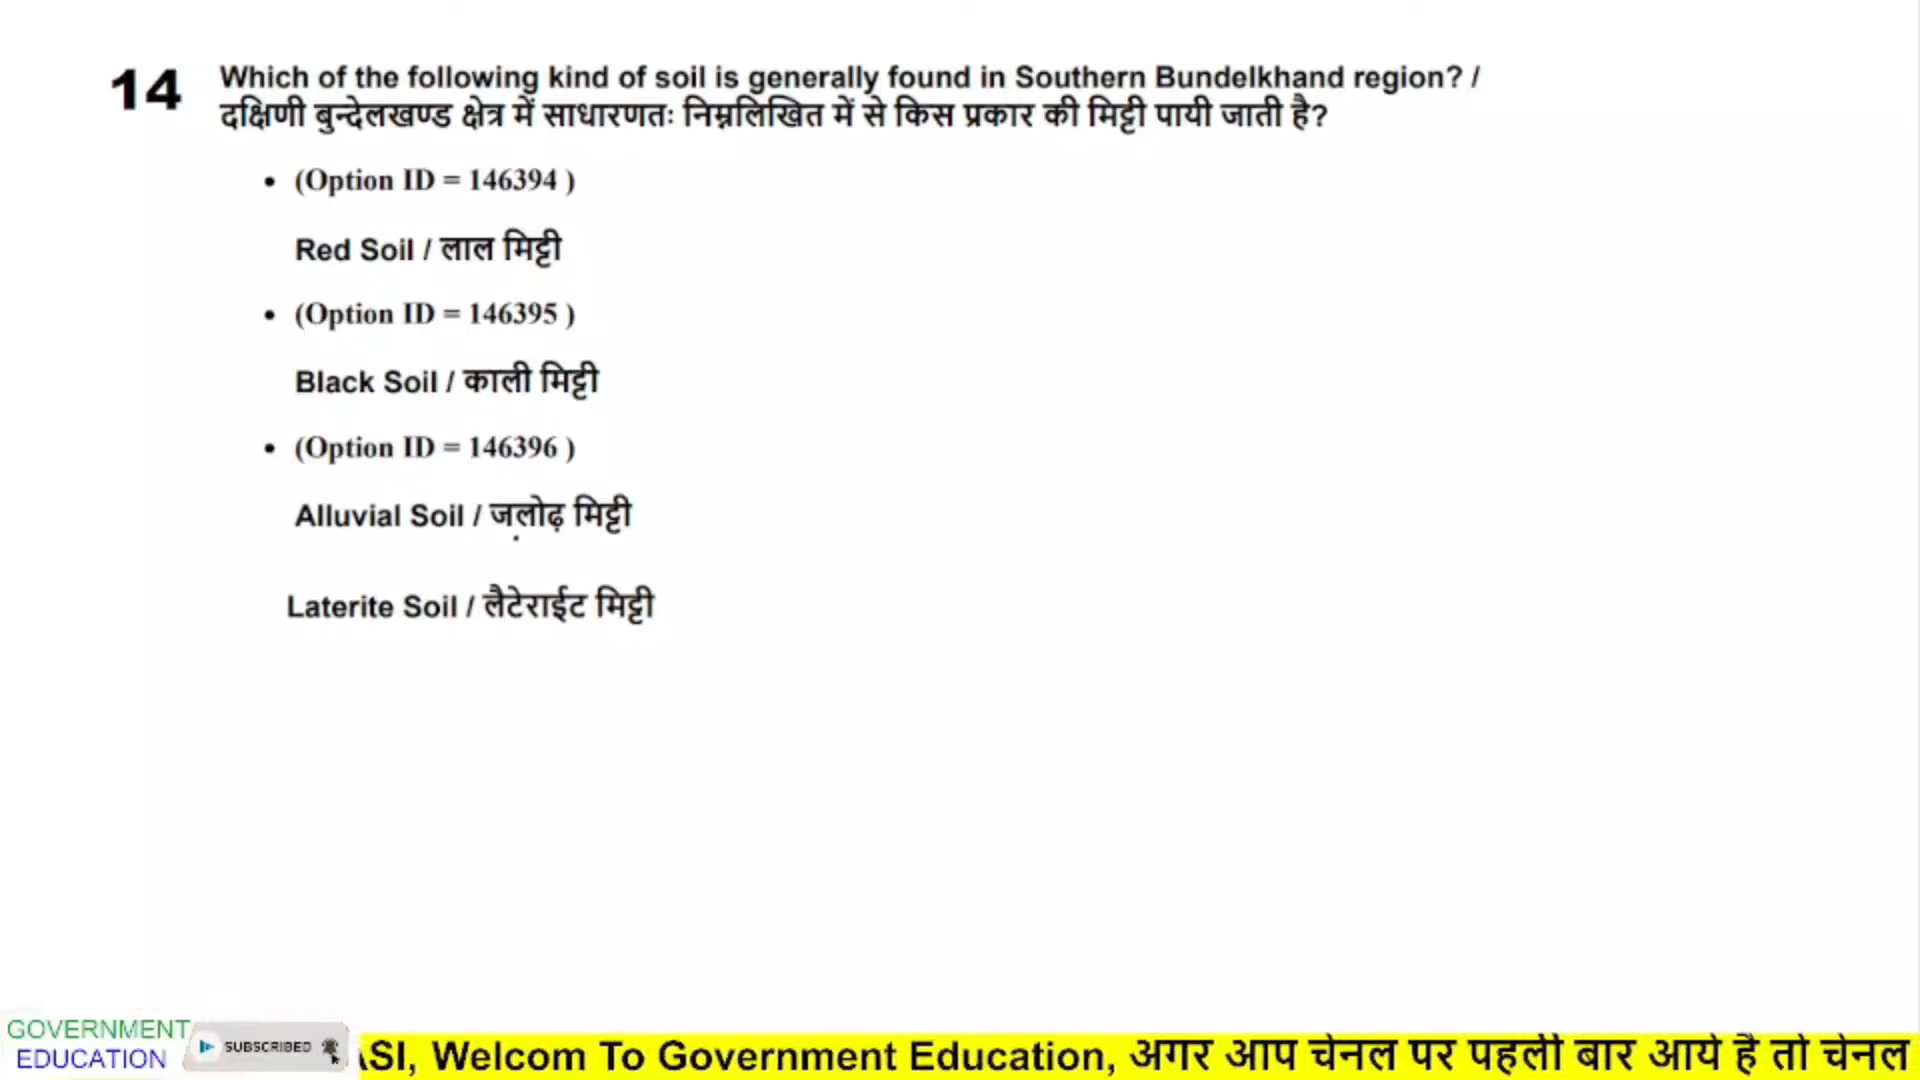 14 Which of the following kind of soil is generally found in Southern Bundelkhand region? /
दक्षिणी बुन्देलखण्ड क्षेत्र में साधारणतः निम्नलिखित में से किस प्रकार की मिट्टी पायी जाती है?
• (Option ID = 146394 )
Red Soil / लाल मिट्टी
• (Option ID = 146395 )
Black Soil / काली मिट्टी
• (Option ID = 146396 )
Alluvial Soil / जलोढ़ मिट्टी
Laterite Soil / लैटेराईट मिट्टी
GOVERNMENT
EDUCATION
SUBSCRIBED
ASI, Welcom To Government Education, अगर आप चेनल पर पहली बार आये है तो चेनल